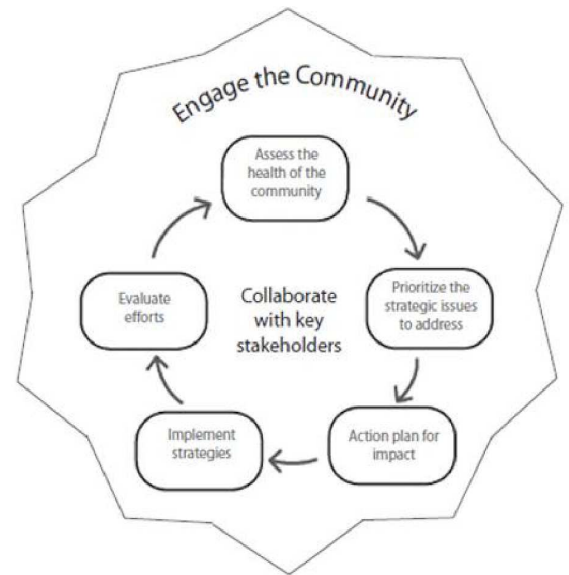 Engage the Community
Assess the
health of the
community
Prioritize the
strategic issues
to address
Action plan for
impact
Implement
strategies
Evaluate
efforts
Collaborate
with key
stakeholders